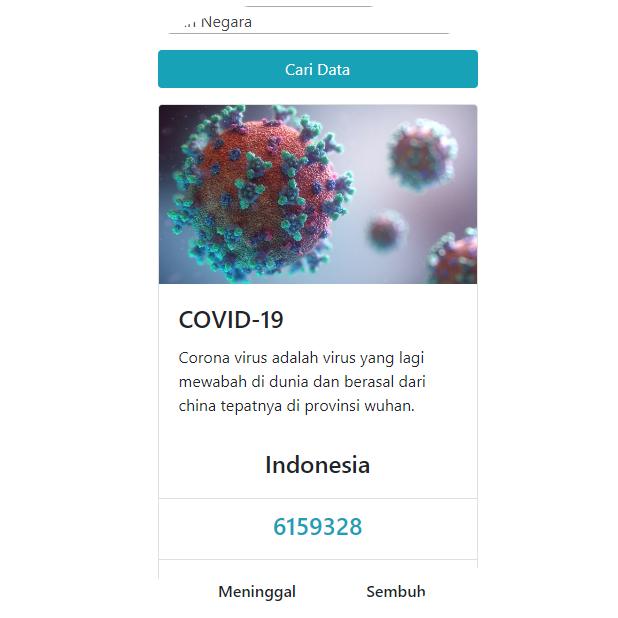 Negara
Cari Data
COVID-19
Corona virus adalah virus yang lagi
mewabah di dunia dan berasal dari
china tepatnya di provinsi wuhan.
Indonesia
6159328
Meninggal Sembuh